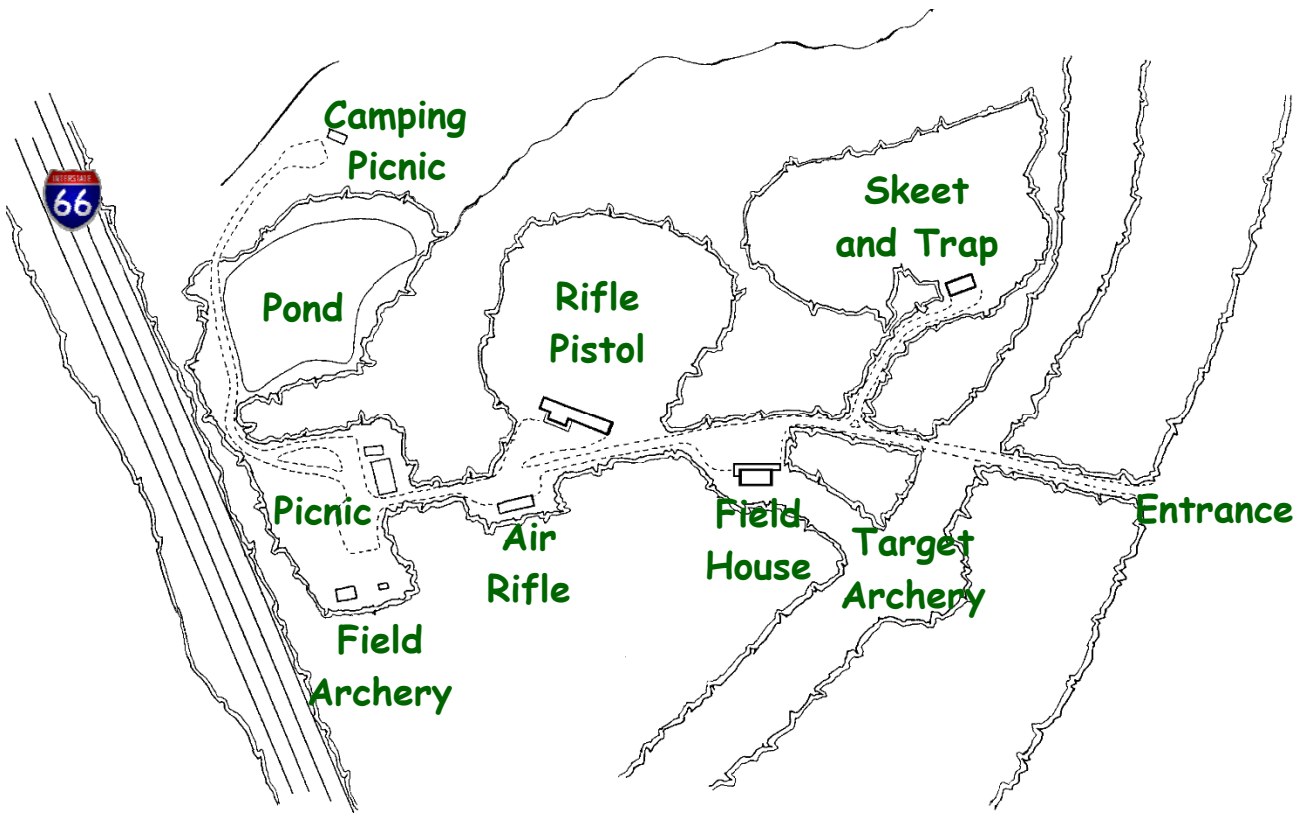 Camping
Picnic
INTERSTATE
66
Skeet
and Trap
Pond
Rifle
Pistol
Picnic
Air
Rifle
Field
House
Target
Archery
Entrance
Field
Archery